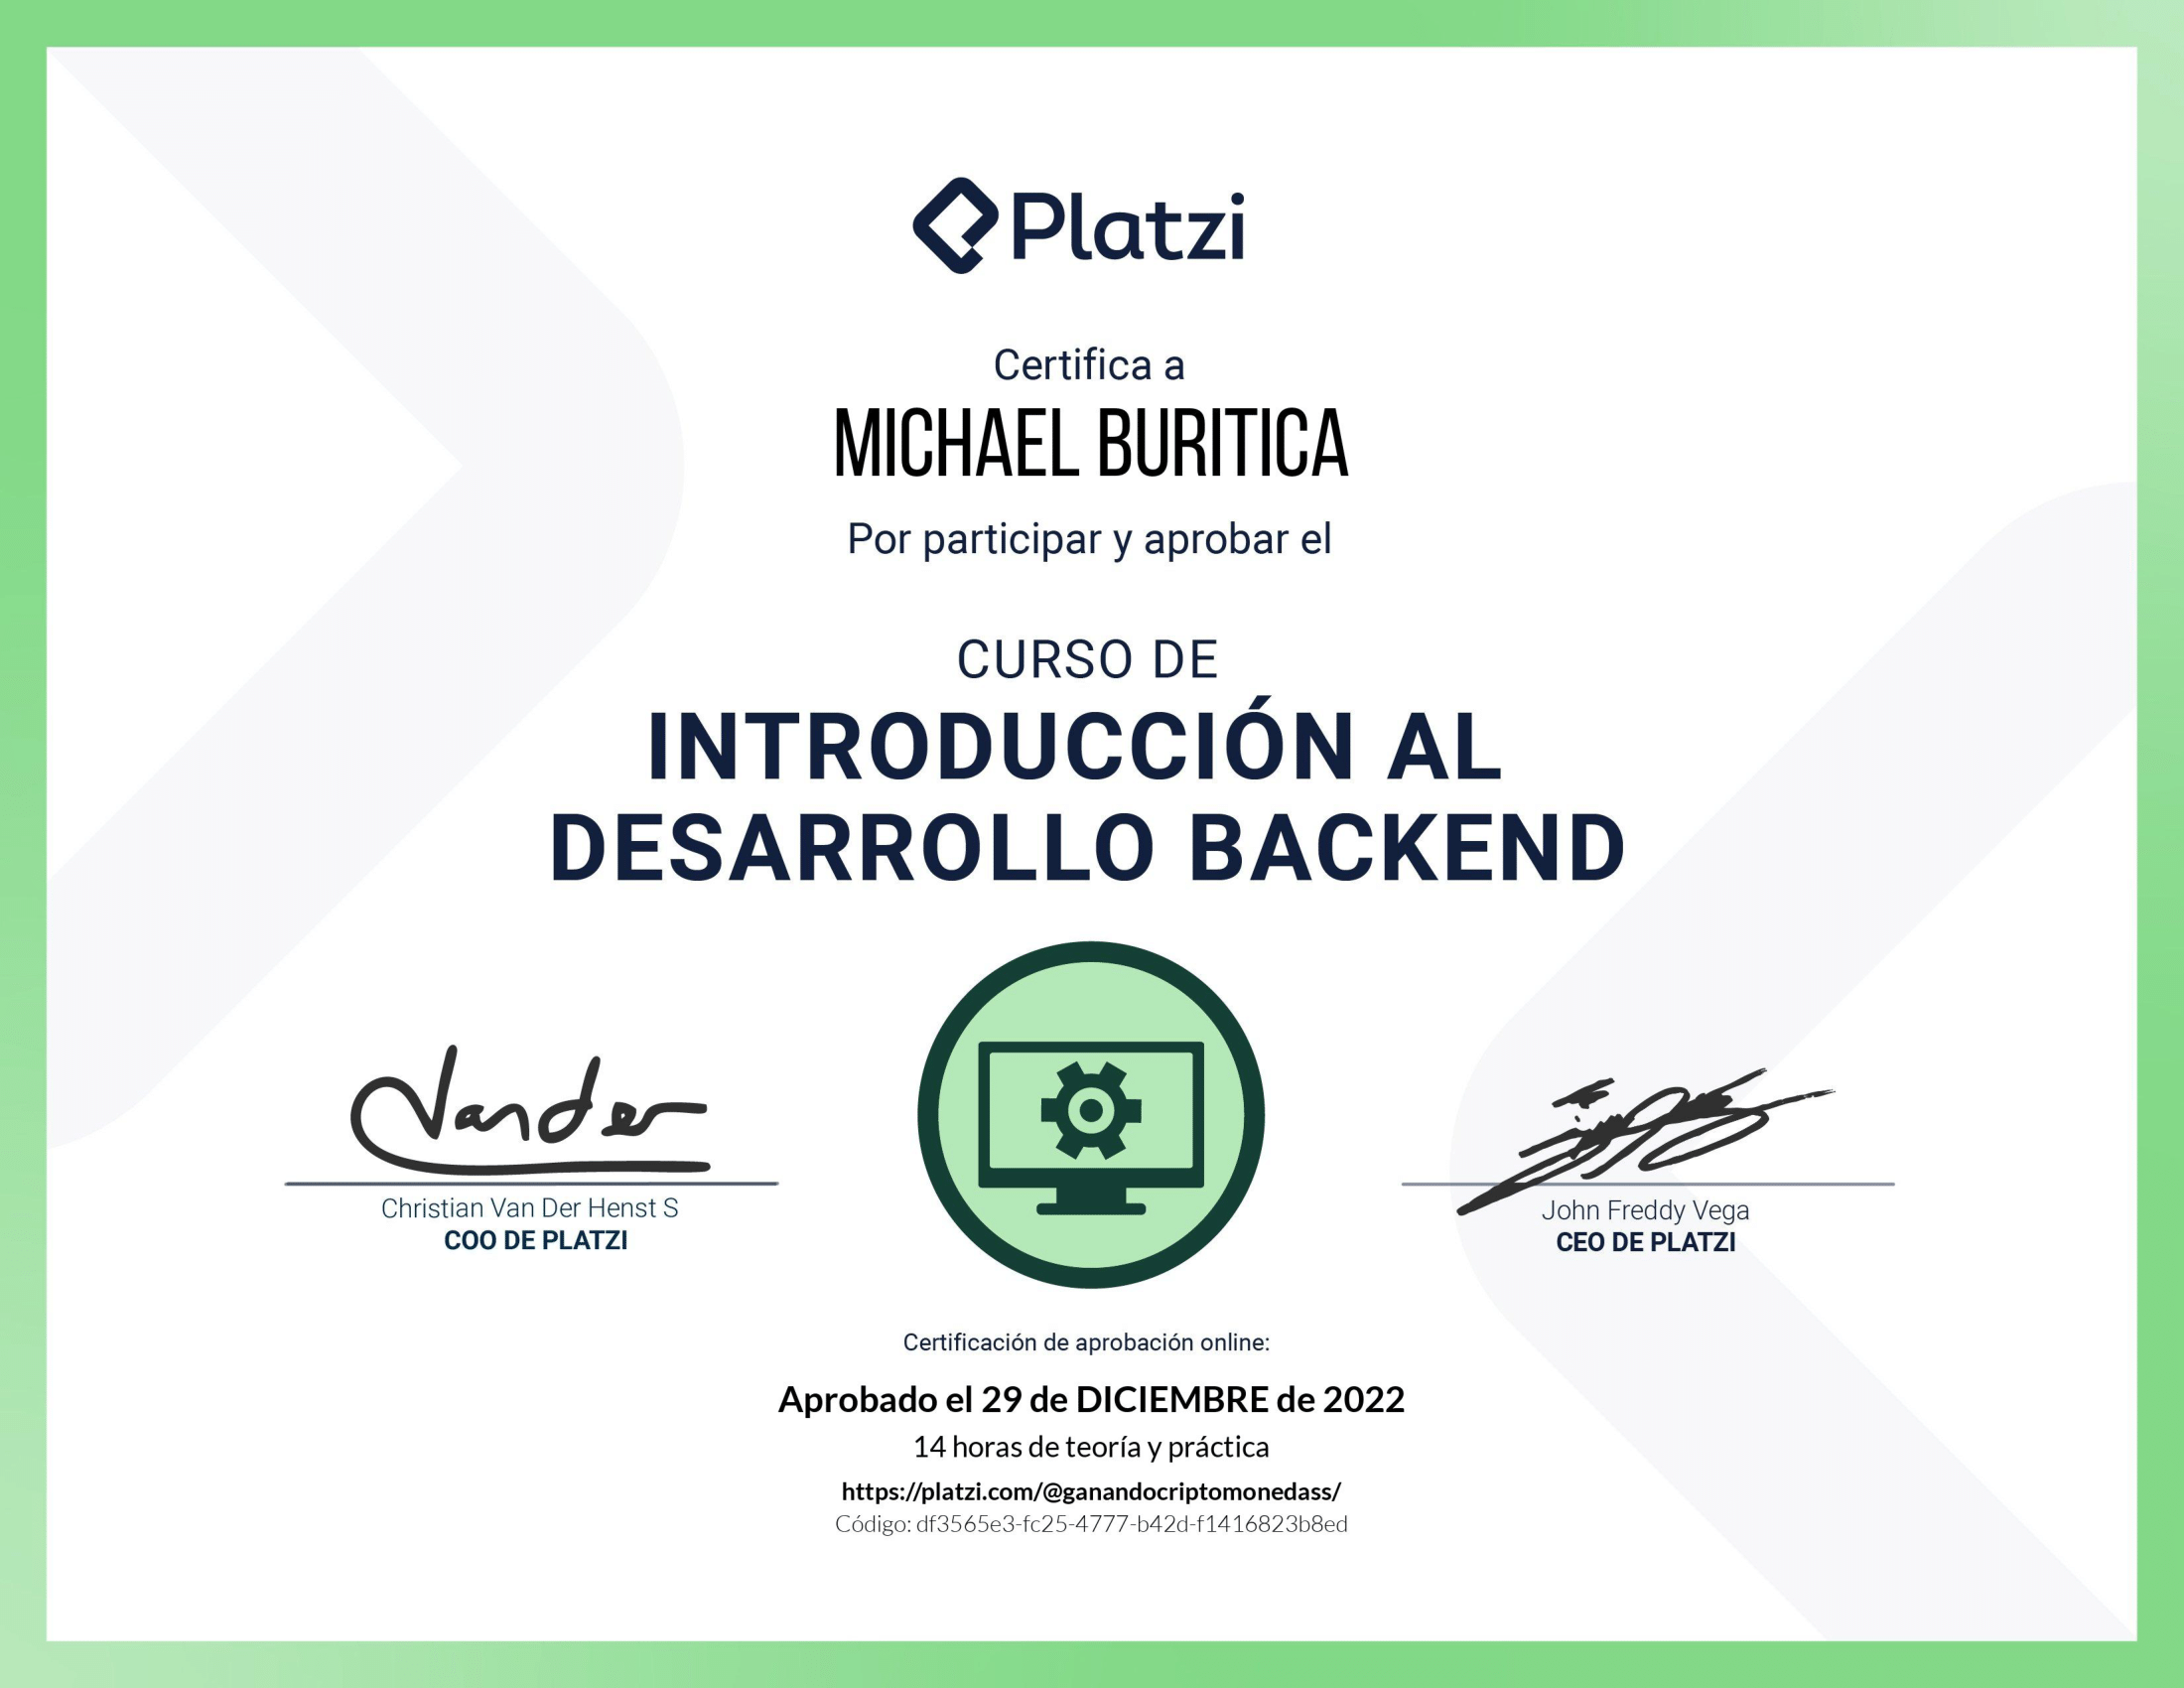 Platzi
Certifica a
MICHAEL BURITICA
Por participar y aprobar el
CURSO DE
INTRODUCCIÓN AL
DESARROLLO BACKEND
Vander
Christian Van Der Henst S
COO DE PLATZI
John Freddy Vega
CEO DE PLATZI
Certificación de aprobación online:
Aprobado el 29 de DICIEMBRE de 2022
14 horas de teoría y práctica
https://platzi.com/@ganandocriptomonedass/
Código: df3565e3-fc25-4777-b42d-f1416823b8ed